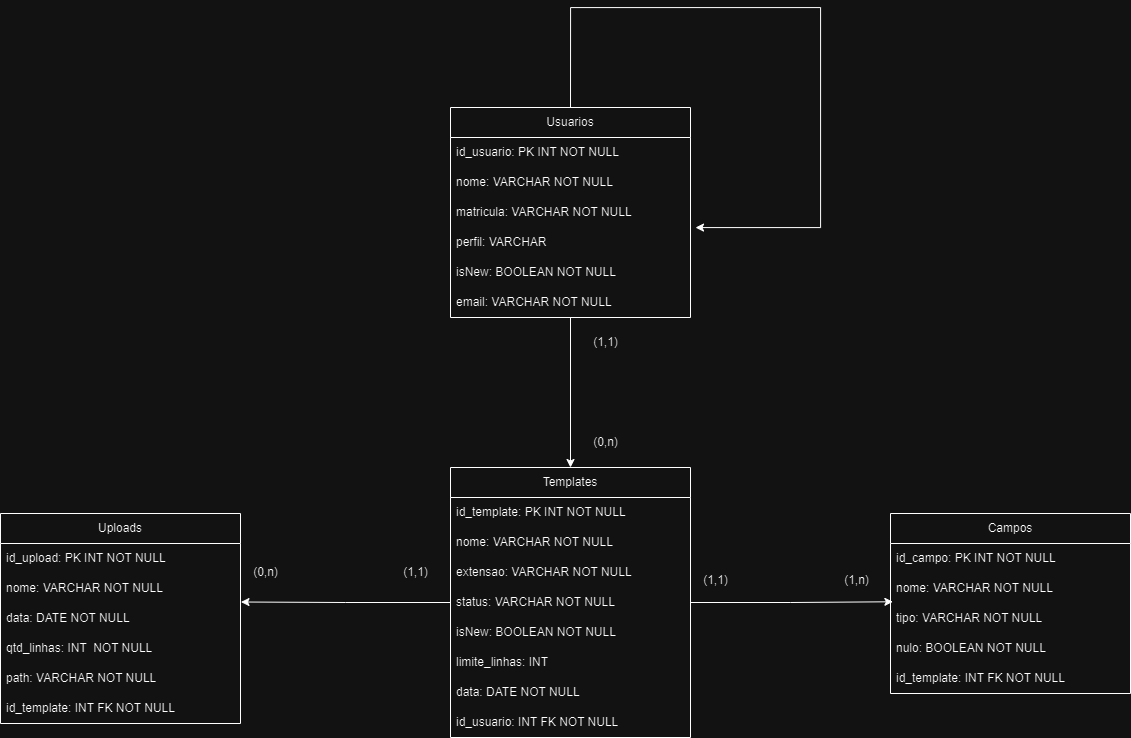 Usuarios
id_usuario: PK INT NOT NULL
nome: VARCHAR NOT NULL
matricula: VARCHAR NOT NULL
perfil: VARCHAR
isNew: BOOLEAN NOT NULL
email: VARCHAR NOT NULL
(1,1)
(0,n)
Templates
id_template: PK INT NOT NULL
nome: VARCHAR NOT NULL
extensao: VARCHAR NOT NULL
status: VARCHAR NOT NULL
isNew: BOOLEAN NOT NULL
limite_linhas: INT
data: DATE NOT NULL
id_usuario: INT FK NOT NULL
Uploads
id_upload: PK INT NOT NULL
nome: VARCHAR NOT NULL
data: DATE NOT NULL
qtd_linhas: INT  NOT NULL
path: VARCHAR NOT NULL
id_template: INT FK NOT NULL
(0,n)
(1,1)
(1,1)
(1,n)
Campos
id_campo: PK INT NOT NULL
nome: VARCHAR NOT NULL
tipo: VARCHAR NOT NULL
nulo: BOOLEAN NOT NULL
id_template: INT FK NOT NULL